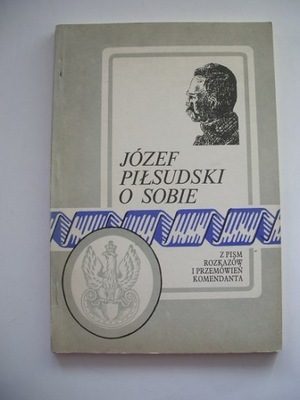 JÓZEF
PIŁSUDSKI
O SOBIE
Z PISM
ROZKAZÓW
I PRZEMÓWIEŃ
KOMENDANTA